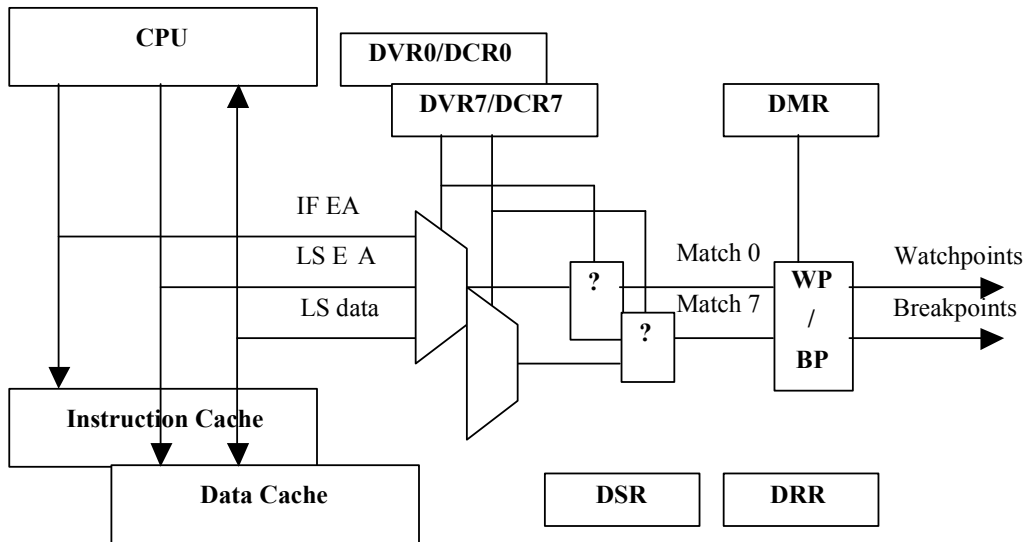 CPU
DVR0/DCR0
DVR7/DCR7
DMR
IF EA
LS E A
LS data
?
?
Match 0
Match 7
WP
/
BP
Watchpoints
Breakpoints
Instruction Cache
Data Cache
DSR
DRR